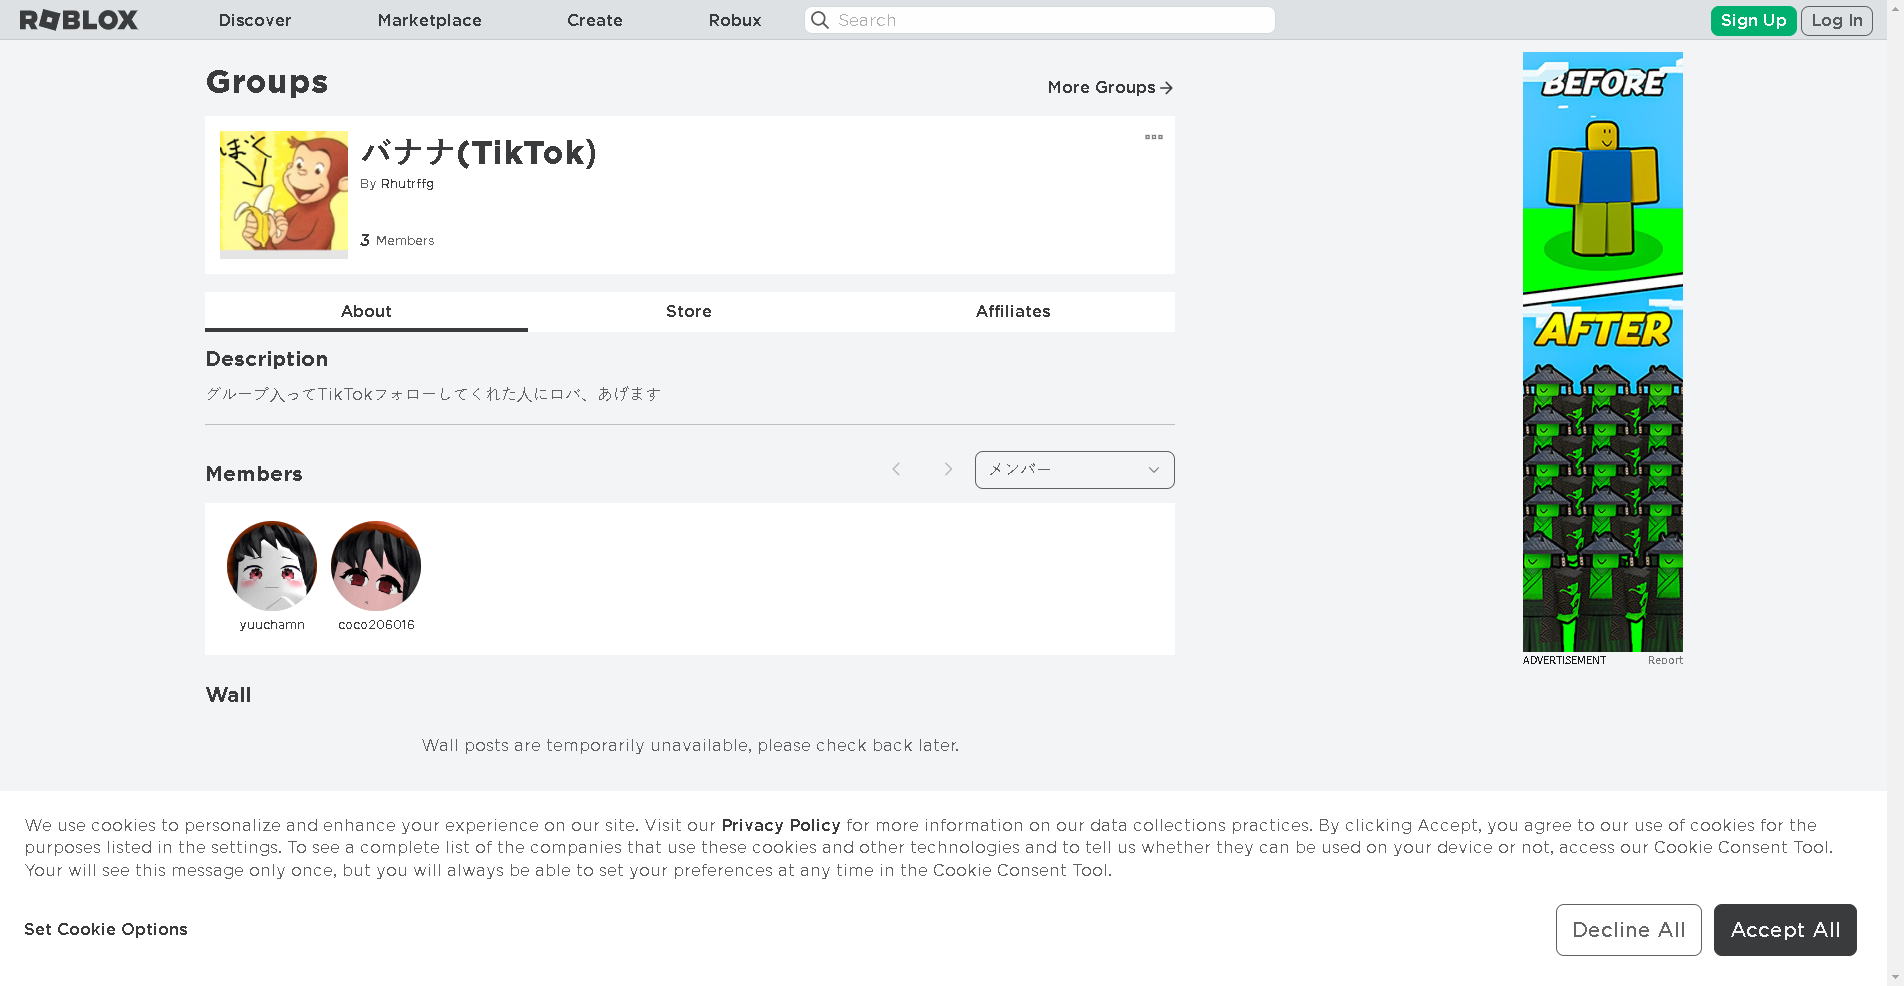 ROBLOX
Discover
Marketplace
Create
Robux
Search
Sign Up
Log In
Groups
More Groups
ぼく
バナナ(TikTok)
By Rhutrffg
3 Members
About
Store
Affiliates
Description
グループ入ってTikTokフォローしてくれた人にロバ、あげます
Members
メンバー
yuuchamn
coco206016
Wall
Wall posts are temporarily unavailable, please check back later.
BEFORE
AFTER
ADVERTISEMENT
Report
We use cookies to personalize and enhance your experience on our site. Visit our Privacy Policy for more information on our data collections practices. By clicking Accept, you agree to our use of cookies for the
purposes listed in the settings. To see a complete list of the companies that use these cookies and other technologies and to tell us whether they can be used on your device or not, access our Cookie Consent Tool.
Your will see this message only once, but you will always be able to set your preferences at any time in the Cookie Consent Tool.
Set Cookie Options
Decline All
Accept All